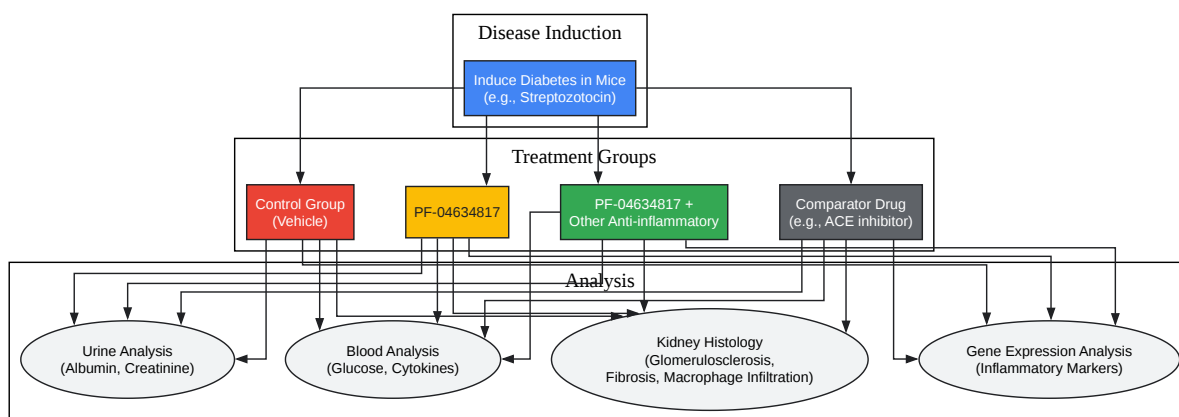 Disease Induction
Induce Diabetes in Mice
(e.g., Streptozotocin)
Treatment Groups
Control Group
(Vehicle)
PF-04634817
PF-04634817 +
Other Anti-inflammatory
Comparator Drug
(e.g., ACE inhibitor)
Analysis
Urine Analysis
(Albumin, Creatinine)
Blood Analysis
(Glucose, Cytokines)
Kidney Histology
(Glomerulosclerosis,
Fibrosis, Macrophage Infiltration)
Gene Expression Analysis
(Inflammatory Markers)